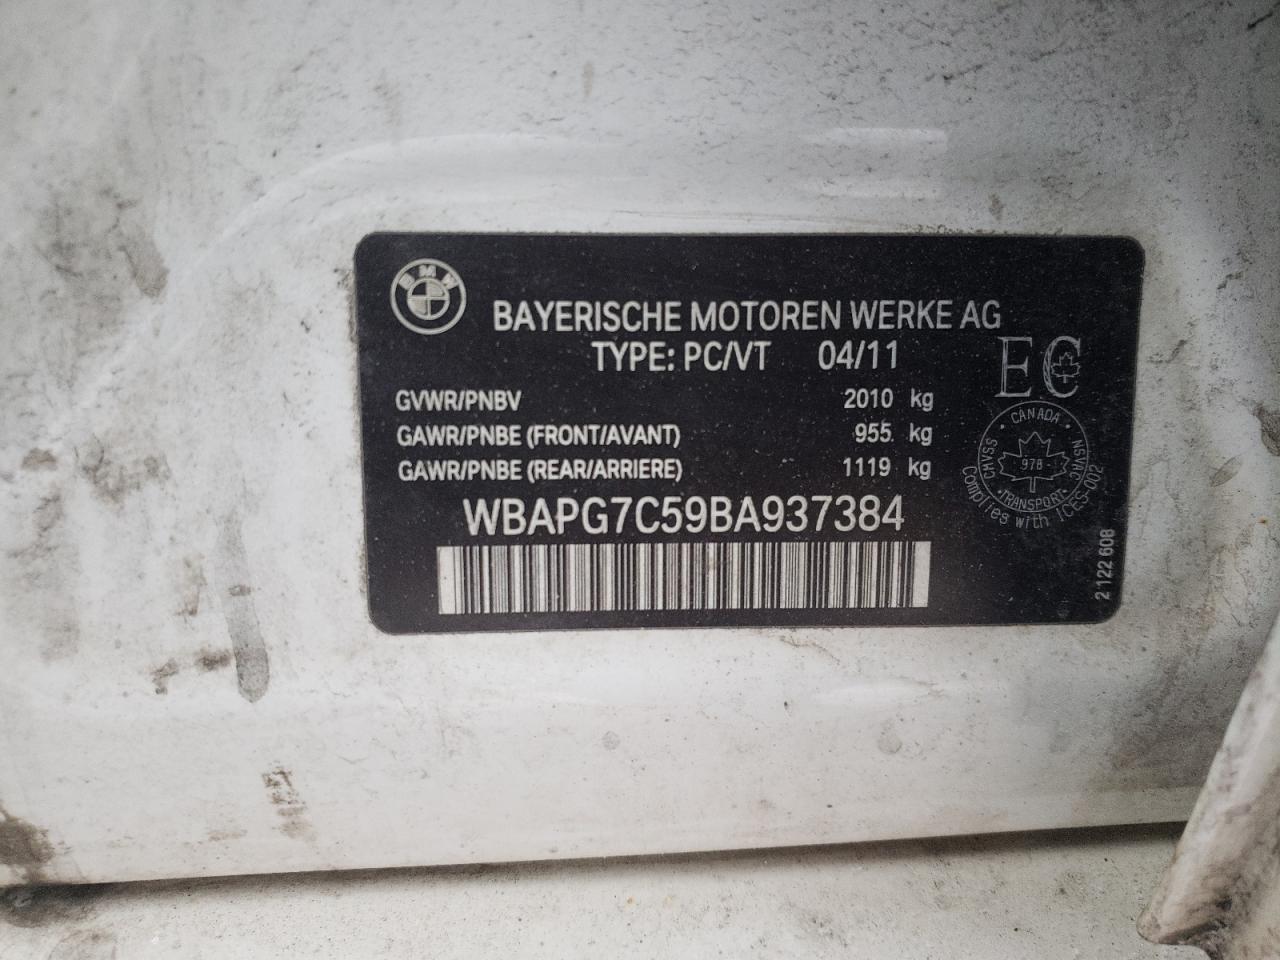 BMW
BAYERISCHE MOTOREN WERKE AG
TYPE: PC/VT 04/11
EC
GVWR/PNBV 2010 kg
GAWR/PNBE (FRONT/AVANT) 955 kg
GAWR/PNBE (REAR/ARRIERE) 1119 kg
CANADA
CMVSS
NSVAC
- 978 -
TRANSPORT
Complies with ICES-002
WBAPG7C59BA937384
2 122 608